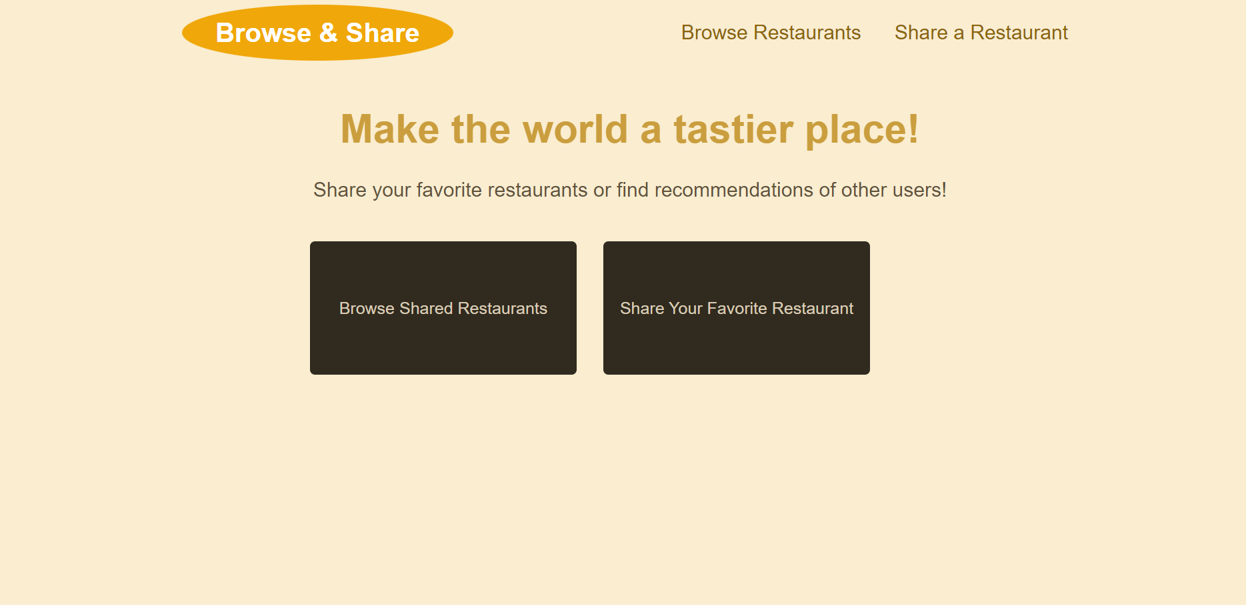 Browse & Share
Browse Restaurants
Share a Restaurant
Make the world a tastier place!
Share your favorite restaurants or find recommendations of other users!
Browse Shared Restaurants
Share Your Favorite Restaurant